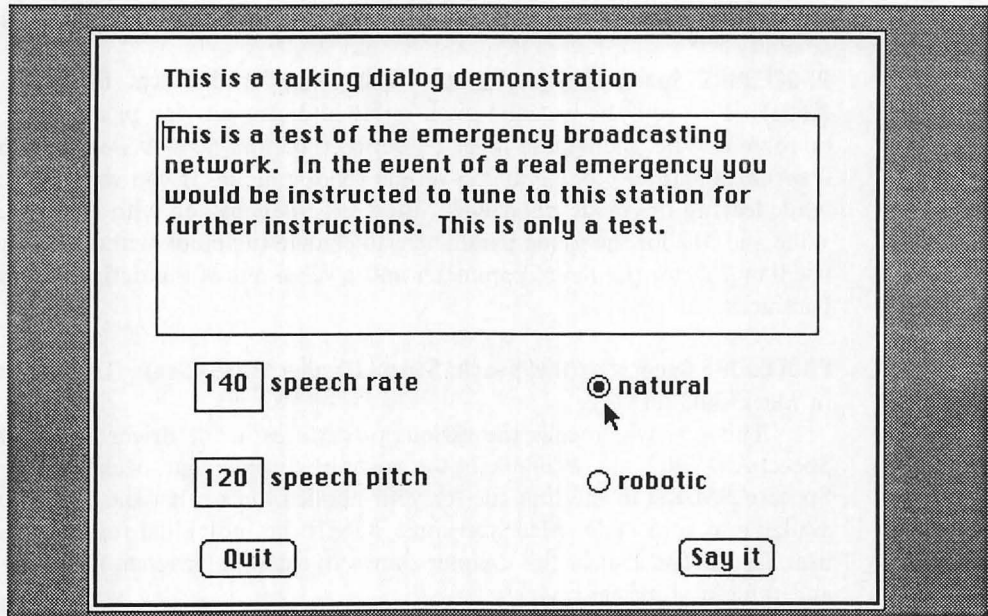 This is a talking dialog demonstration
This is a test of the emergency broadcasting
network. In the event of a real emergency you
would be instructed to tune to this station for
further instructions. This is only a test.
140 speech rate
natural
120 speech pitch
robotic
Quit
Say it